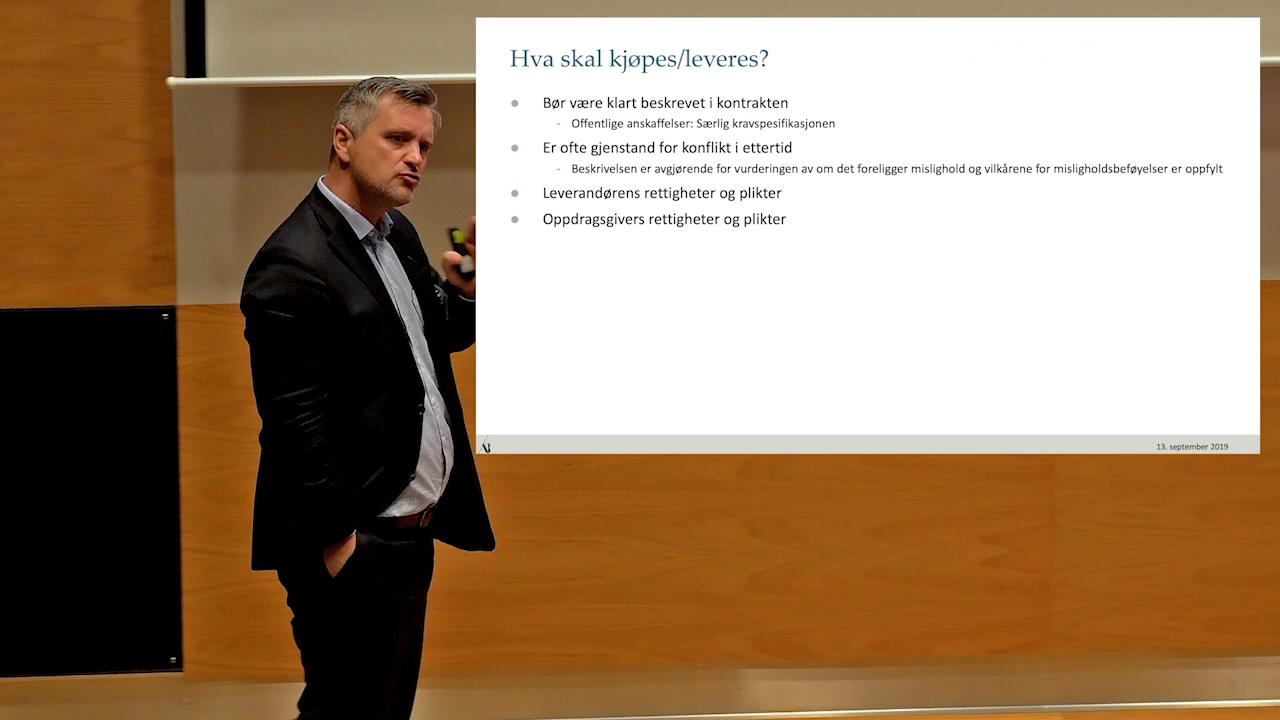 Hva skal kjøpes/leveres?
● Bør være klart beskrevet i kontrakten
- Offentlige anskaffelser: Særlig kravspesifikasjonen
● Er ofte gjenstand for konflikt i ettertid
- Beskrivelsen er avgjørende for vurderingen av om det foreligger mislighold og vilkårene for misligholdsbeføyelser er oppfylt
● Leverandørens rettigheter og plikter
● Oppdragsgivers rettigheter og plikter
13. september 2019